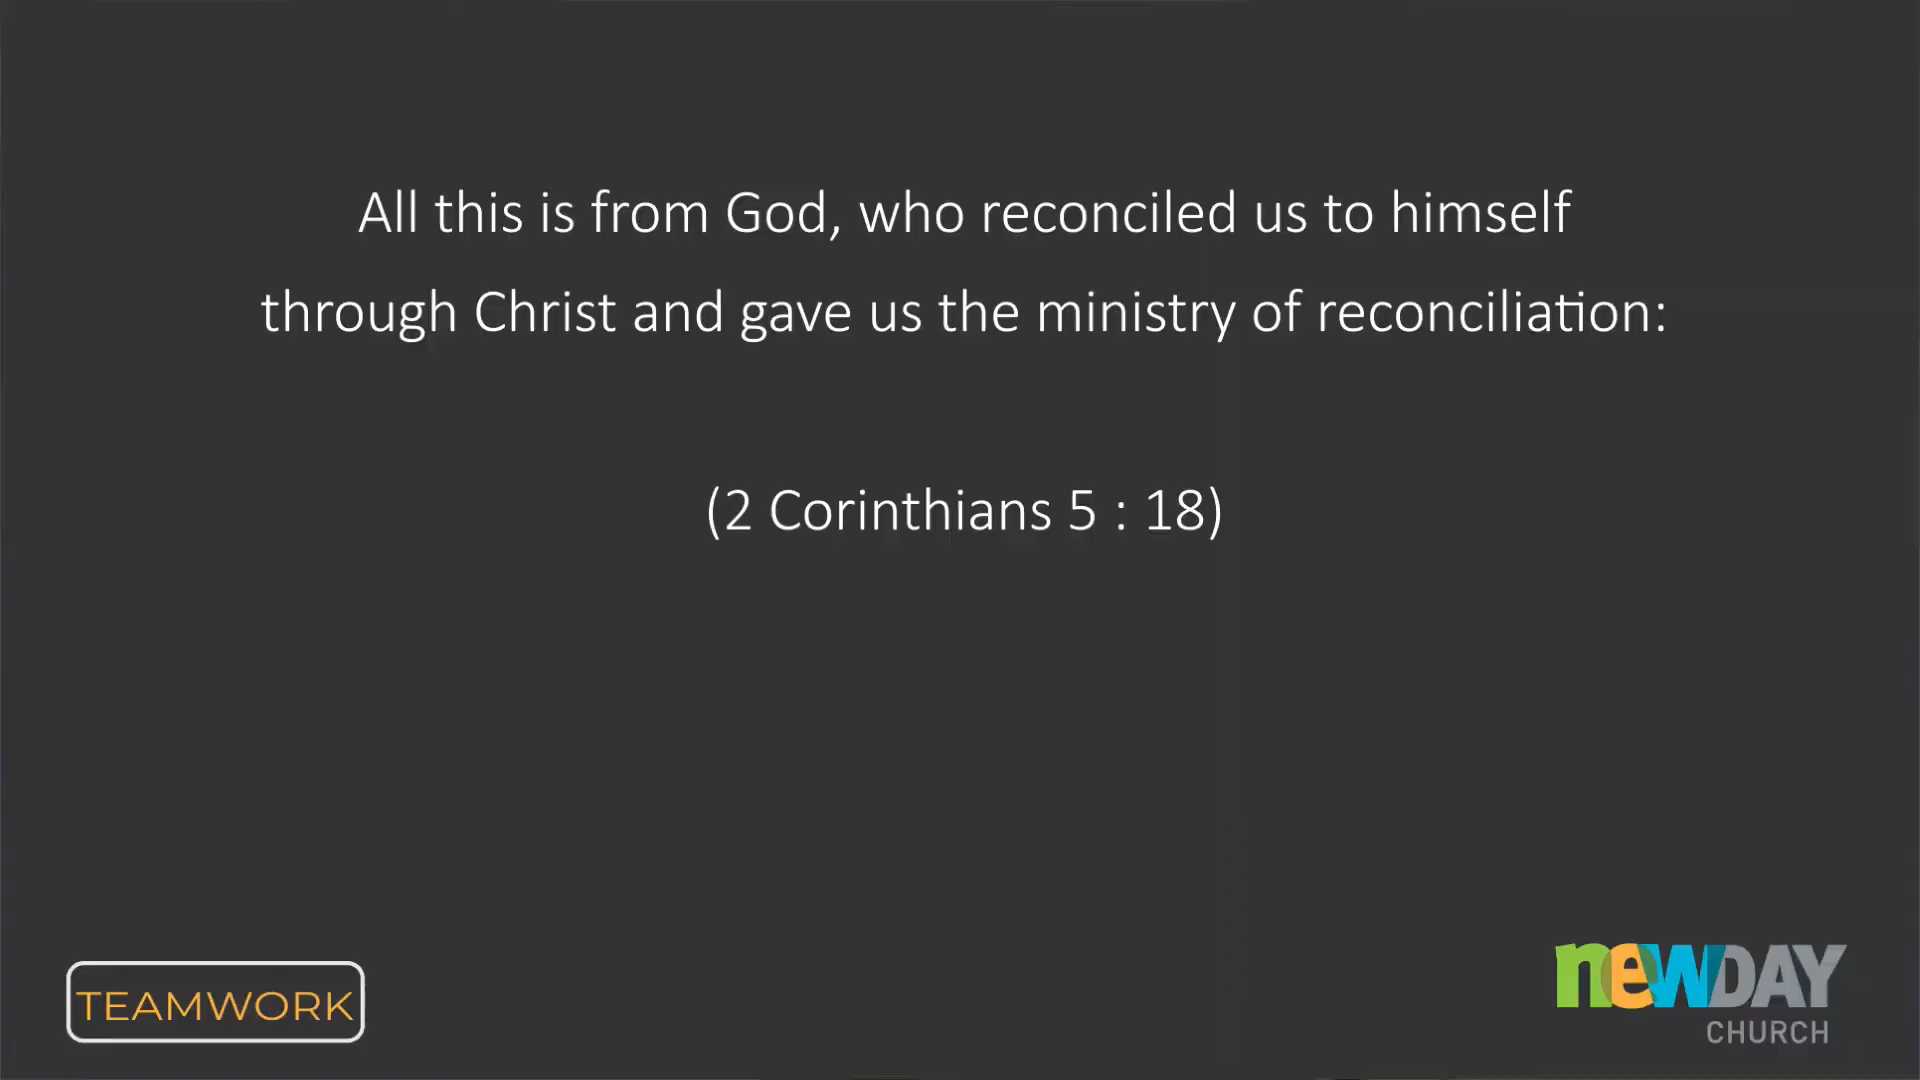 All this is from God, who reconciled us to himself
through Christ and gave us the ministry of reconciliation:
(2 Corinthians 5 : 18)
TEAMWORK
newDAY
CHURCH